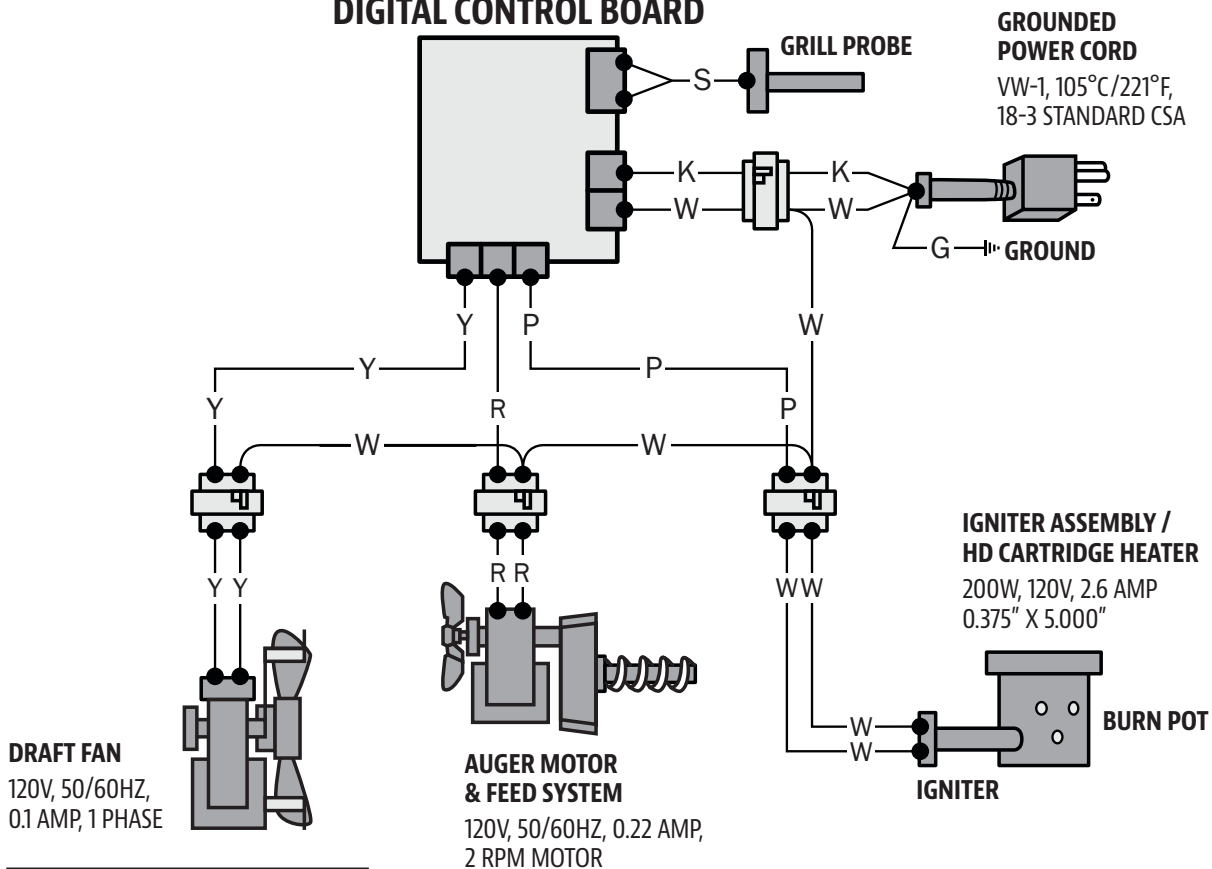 DIGITAL CONTROL BOARD
GRILL PROBE
GROUNDED
POWER CORD
VW-1, 105°C/221°F,
18-3 STANDARD CSA
S
K
K
W
W
G
GROUND
Y
P
W
Y
P
Y
R
P
W
W
IGNITER ASSEMBLY /
HD CARTRIDGE HEATER
200W, 120V, 2.6 AMP
0.375" X 5.000"
Y Y
R R
W W
W
W
BURN POT
IGNITER
DRAFT FAN
120V, 50/60HZ,
0.1 AMP, 1 PHASE
AUGER MOTOR
& FEED SYSTEM
120V, 50/60HZ, 0.22 AMP,
2 RPM MOTOR